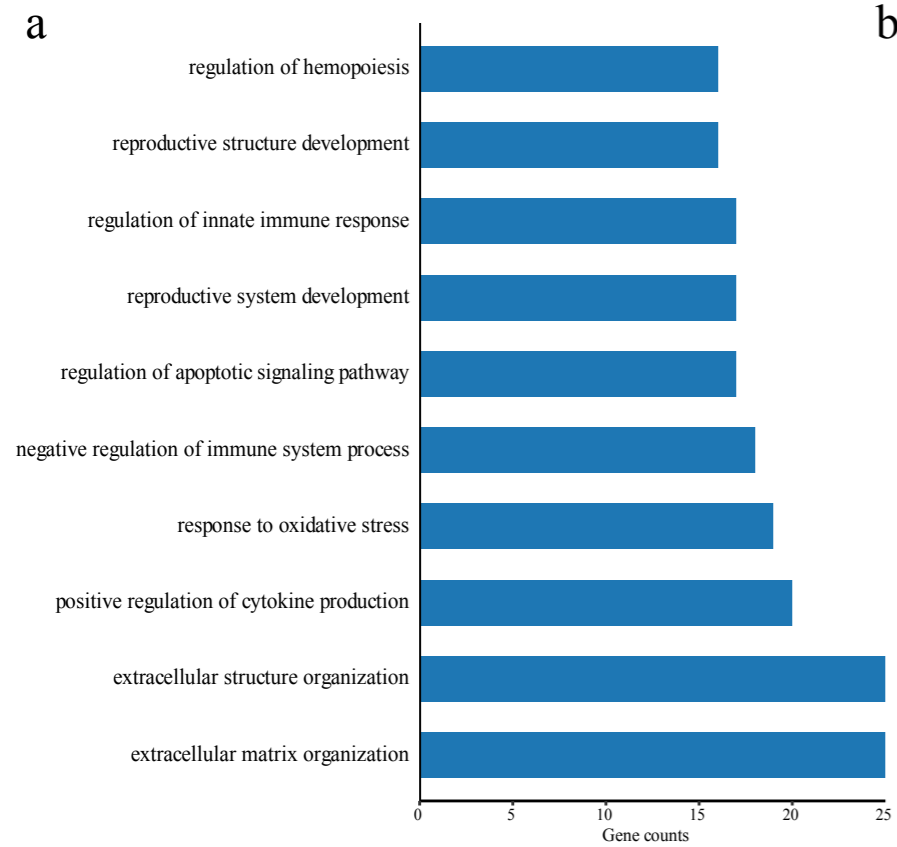 a
b
regulation of hemopoiesis
reproductive structure development
regulation of innate immune response
reproductive system development
regulation of apoptotic signaling pathway
negative regulation of immune system process
response to oxidative stress
positive regulation of cytokine production
extracellular structure organization
extracellular matrix organization
0 5 10 15 20 25
Gene counts